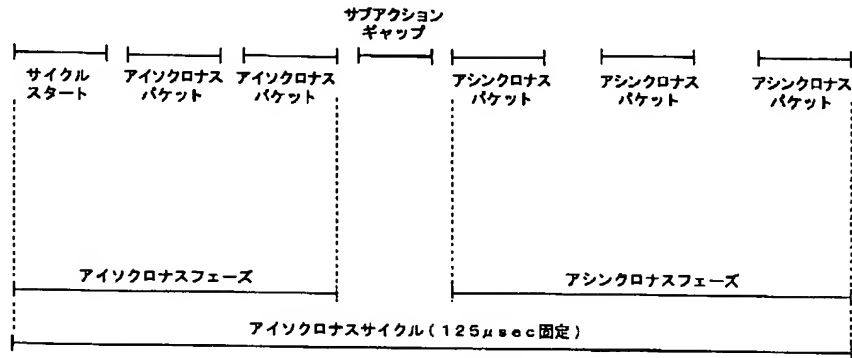 サブアクション
ギャップ
サイクル
スタート
アイソクロナス
パケット
アイソクロナス
パケット
アシンクロナス
パケット
アシンクロナス
パケット
アシンクロナス
パケット
アイソクロナスフェーズ
アシンクロナスフェーズ
アイソクロナスサイクル(125μsec固定)